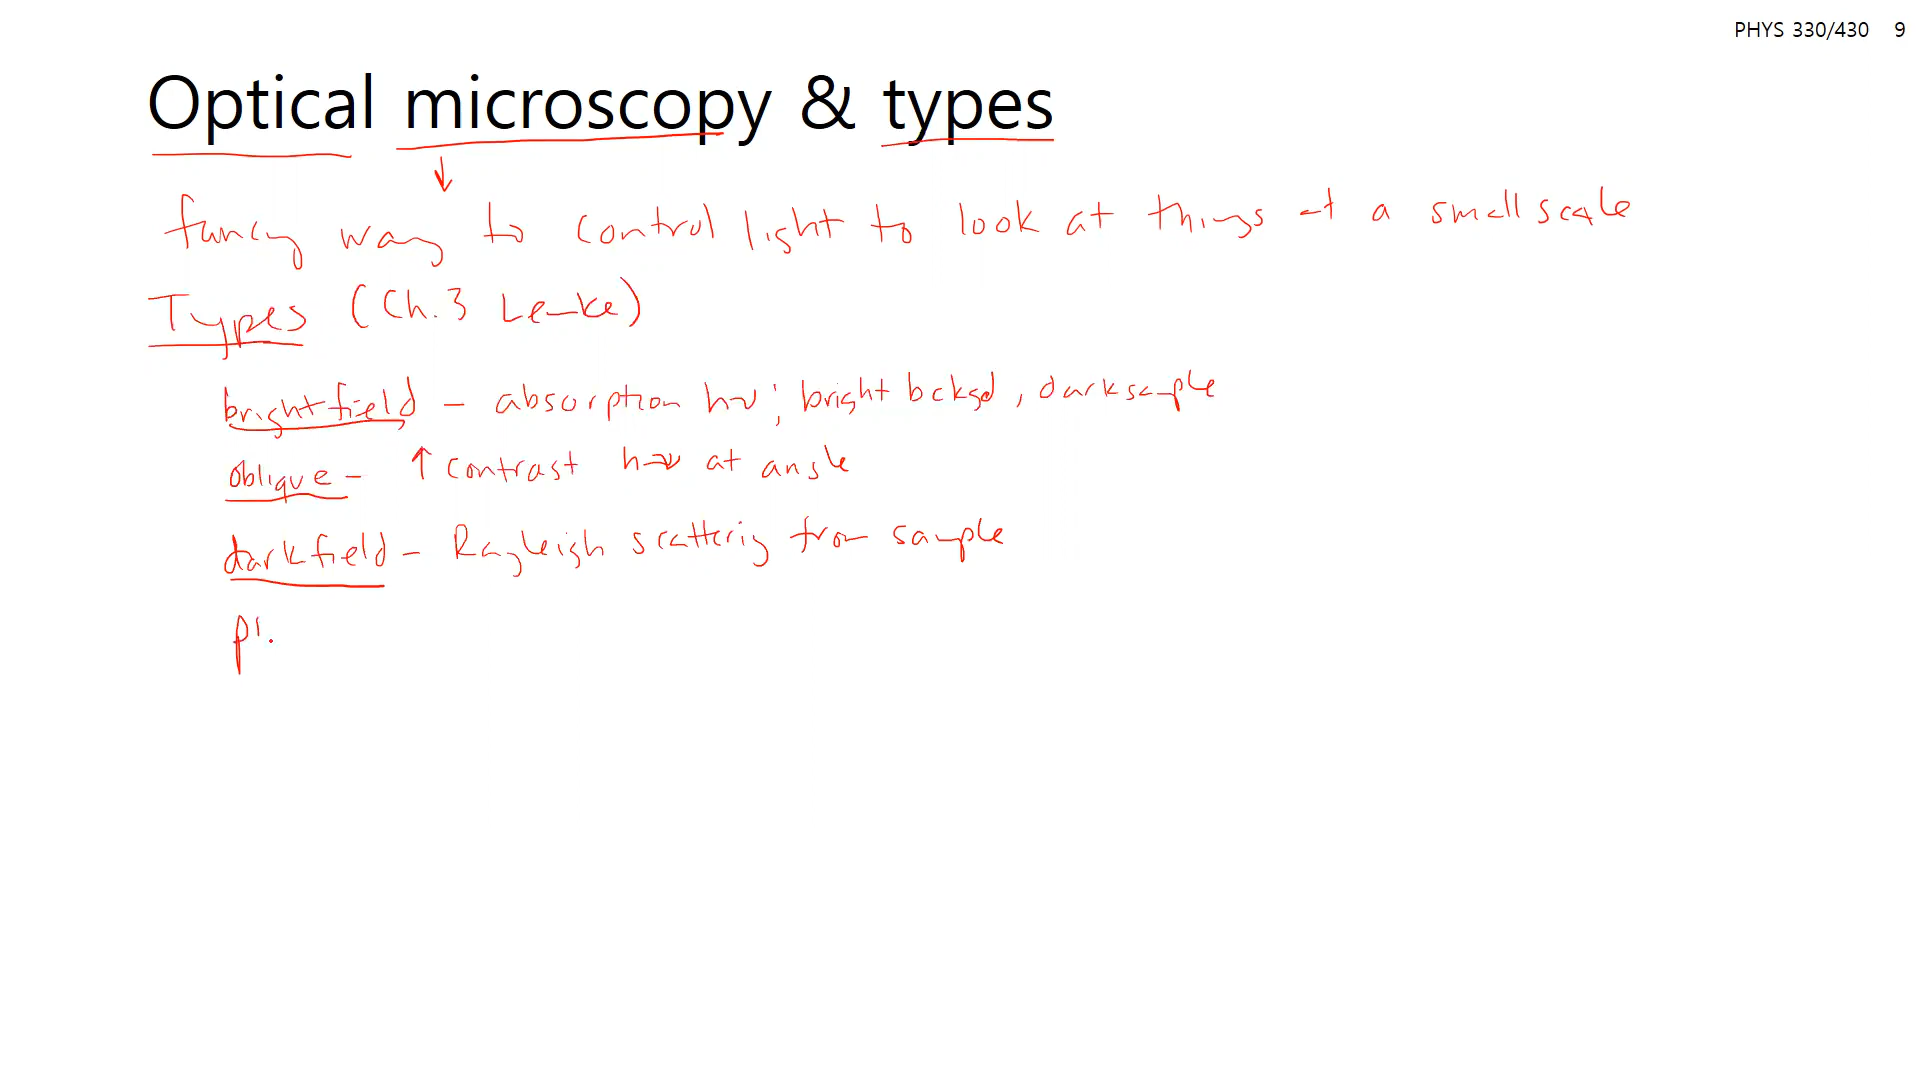 PHYS 330/430 9
Optical microscopy & types
fancy way to control light to look at things at a small scale
Types (Ch.3 Lemke)
brightfield - absorption hν; bright bckgd, dark sample
oblique - ↑ contrast hν at angle
darkfield - Rayleigh scattering from sample